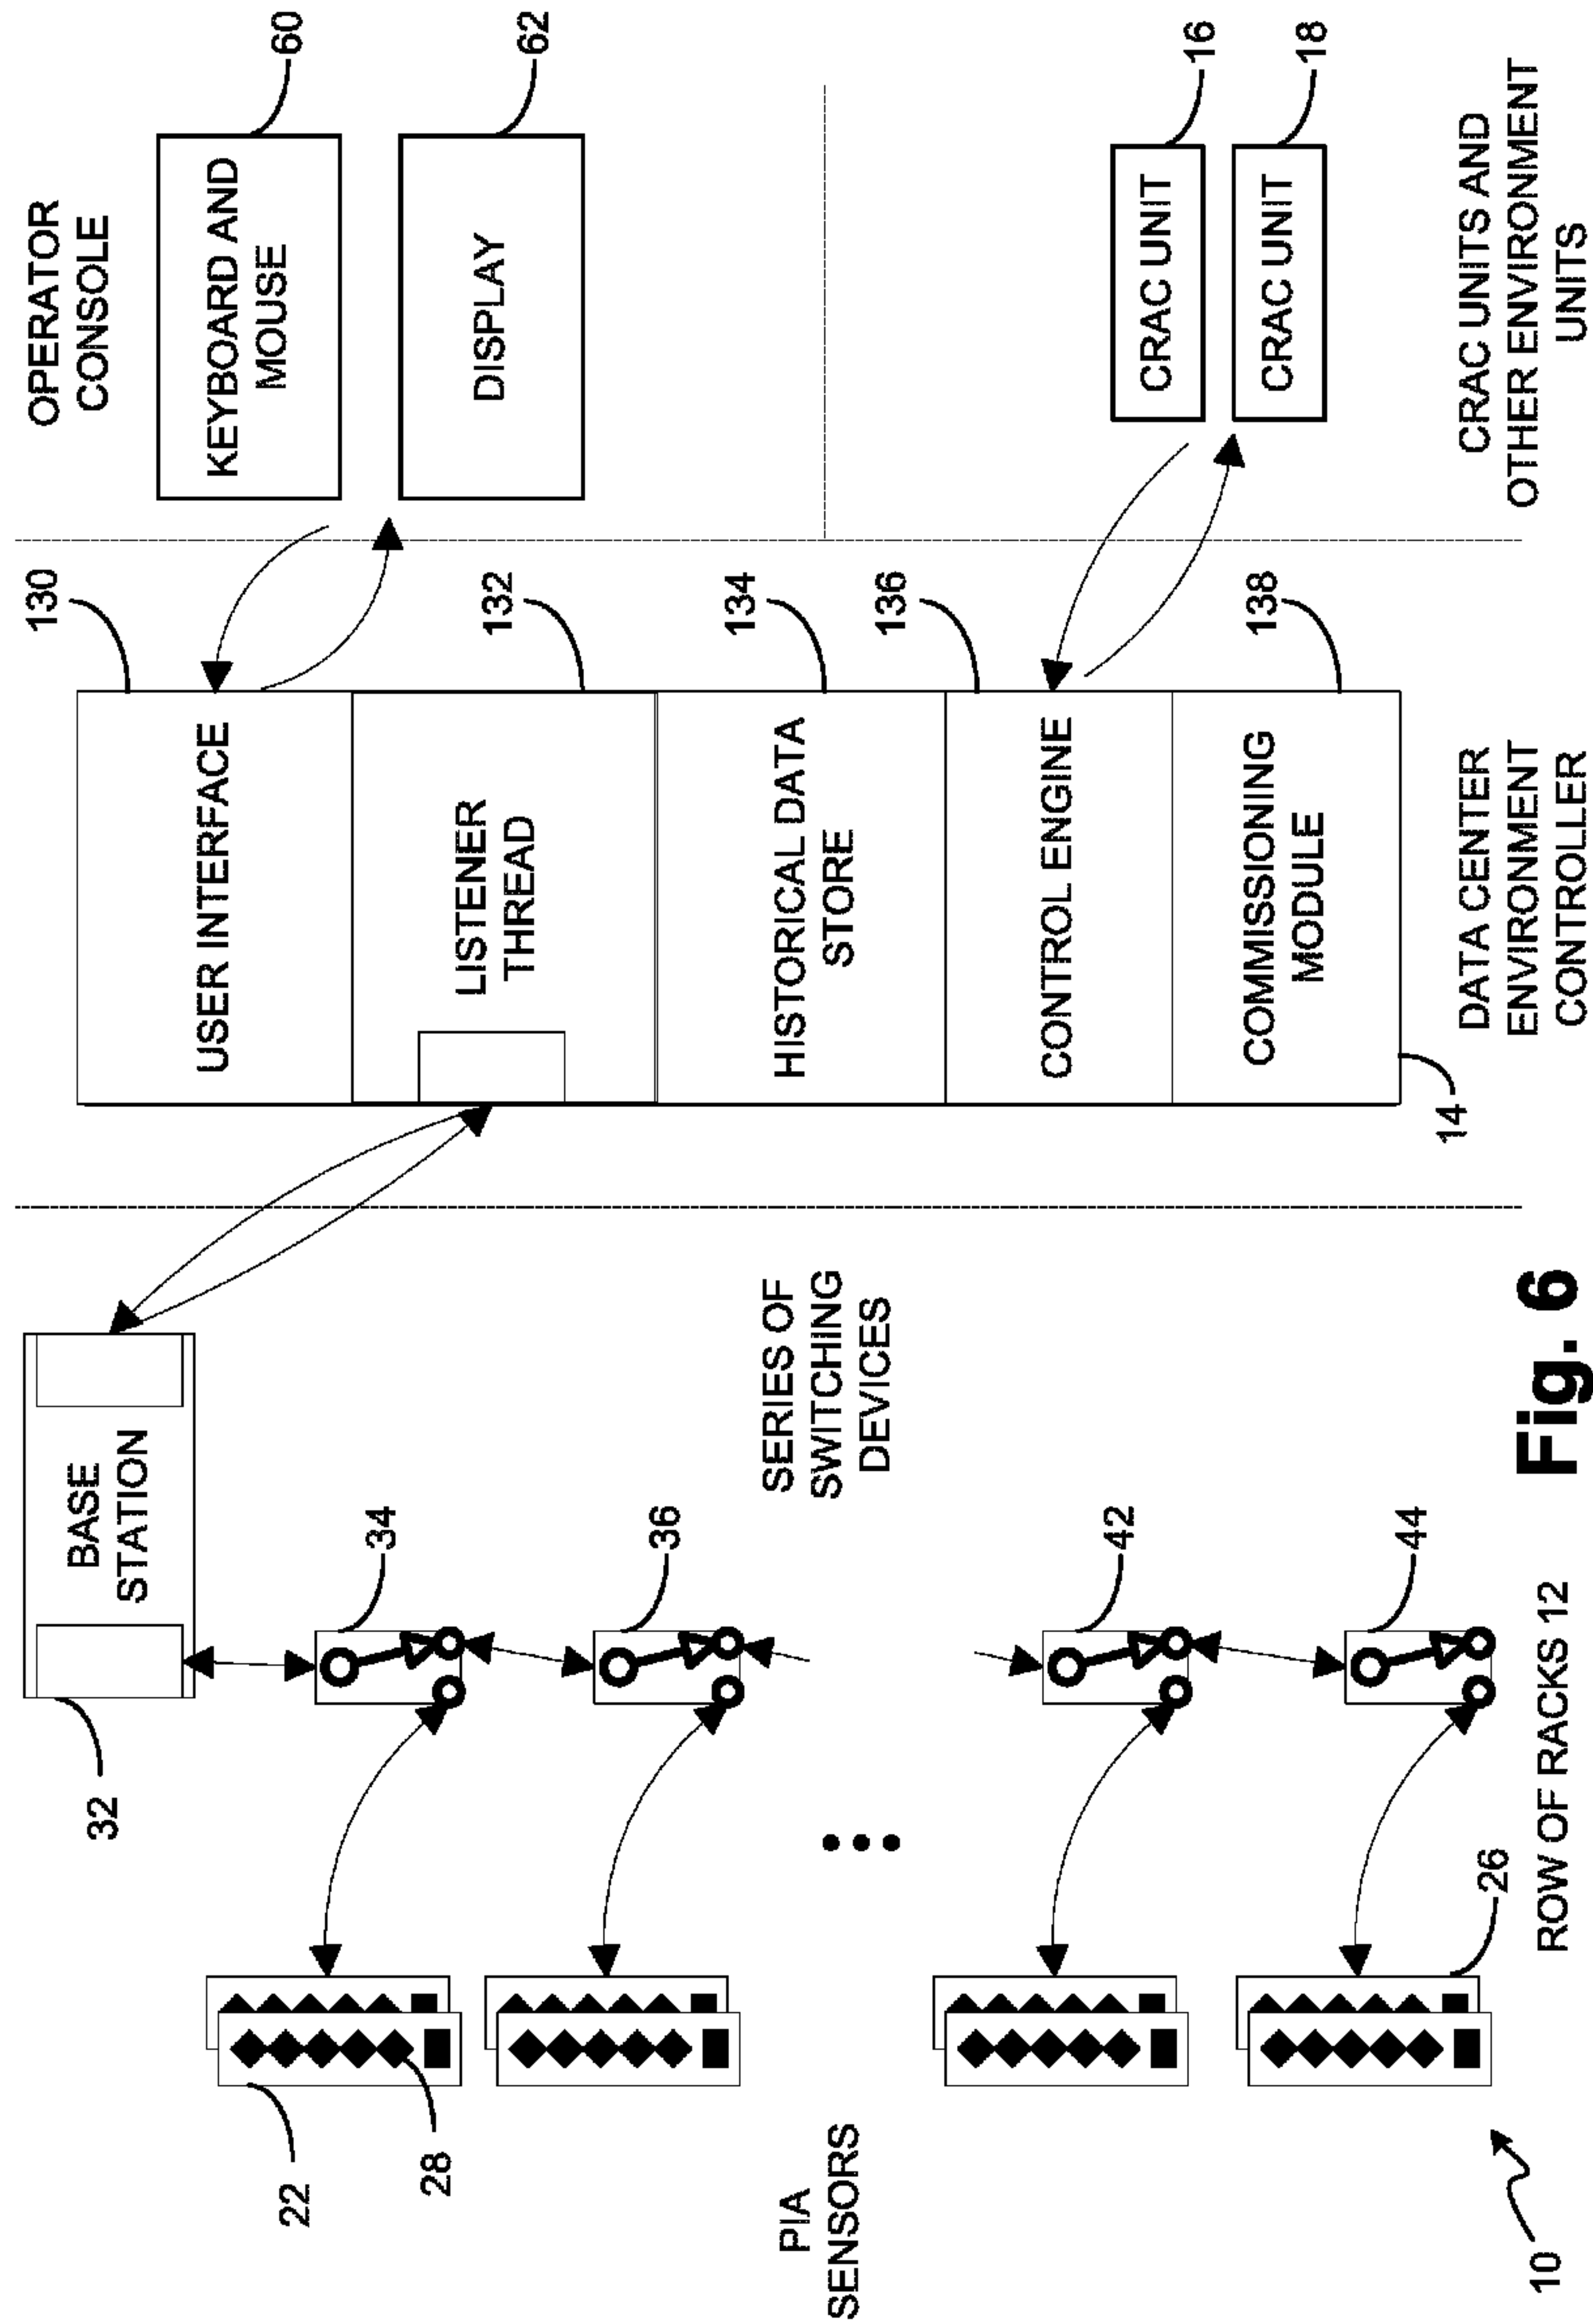 PIA
SENSORS
22
28
10
26
ROW OF RACKS 12
32
BASE
STATION
34
36
42
44
SERIES OF
SWITCHING
DEVICES
USER INTERFACE
LISTENER
THREAD
HISTORICAL DATA
STORE
CONTROL ENGINE
COMMISSIONING
MODULE
130
132
134
136
138
14
DATA CENTER
ENVIRONMENT
CONTROLLER
OPERATOR
CONSOLE
KEYBOARD AND
MOUSE
60
DISPLAY
62
CRAC UNIT
16
CRAC UNIT
18
CRAC UNITS AND
OTHER ENVIRONMENT
UNITS
Fig. 6